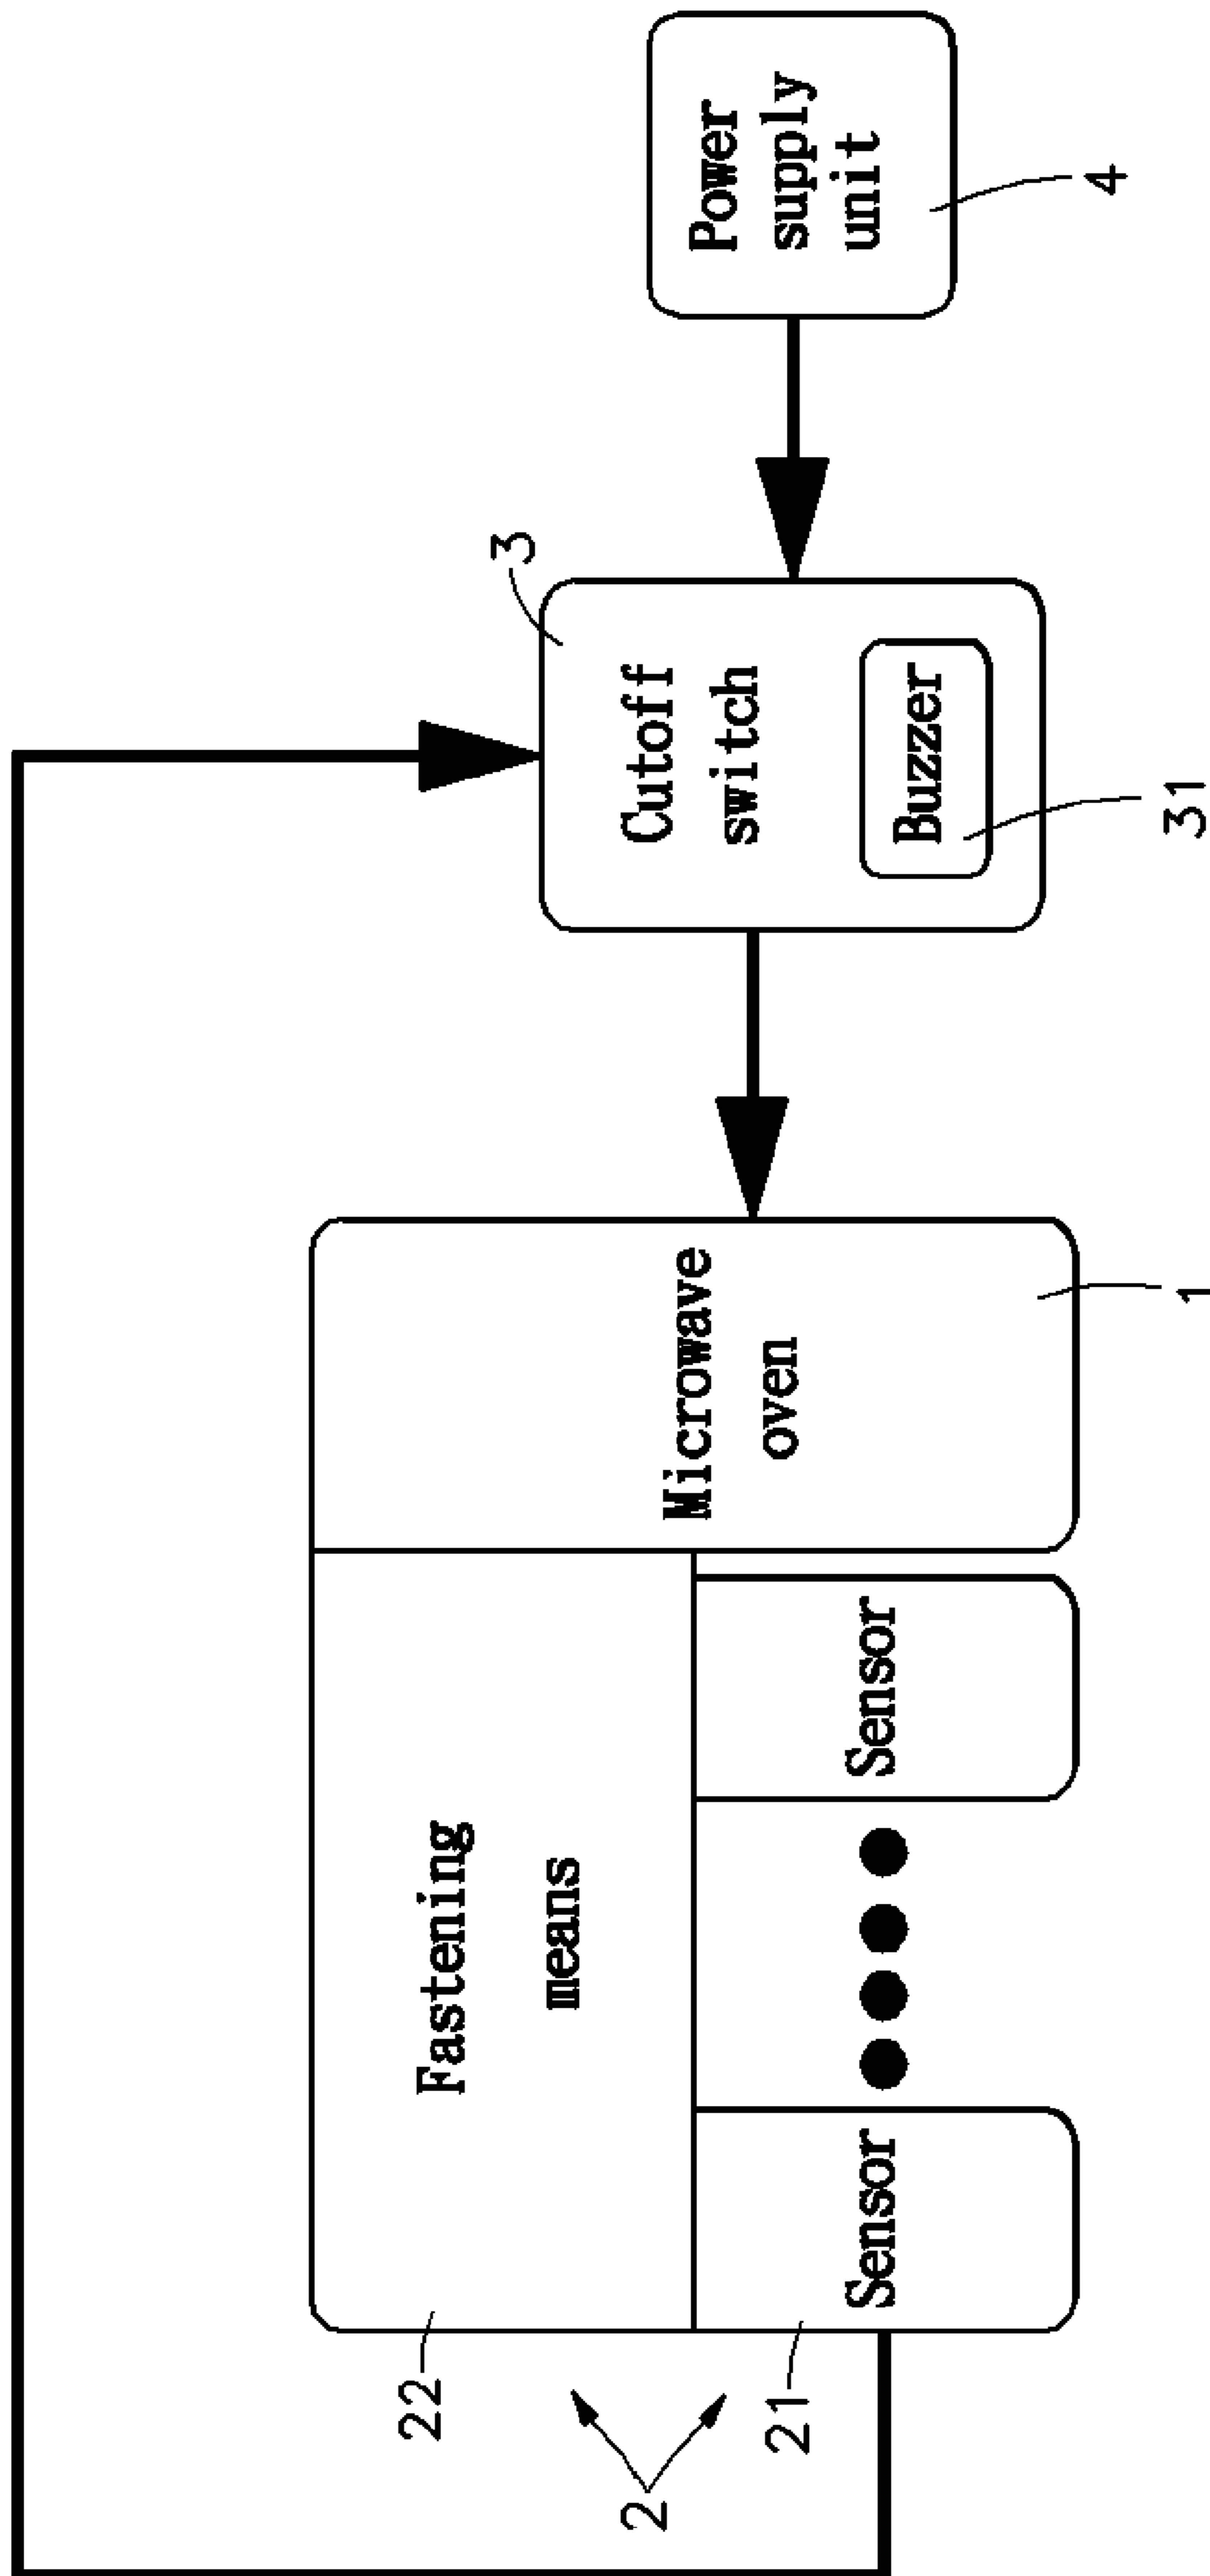 22
Fastening
means
2
21
Sensor
Sensor
Microwave
oven
1
3
Cutoff
switch
Buzzer
31
Power
supply
unit
4